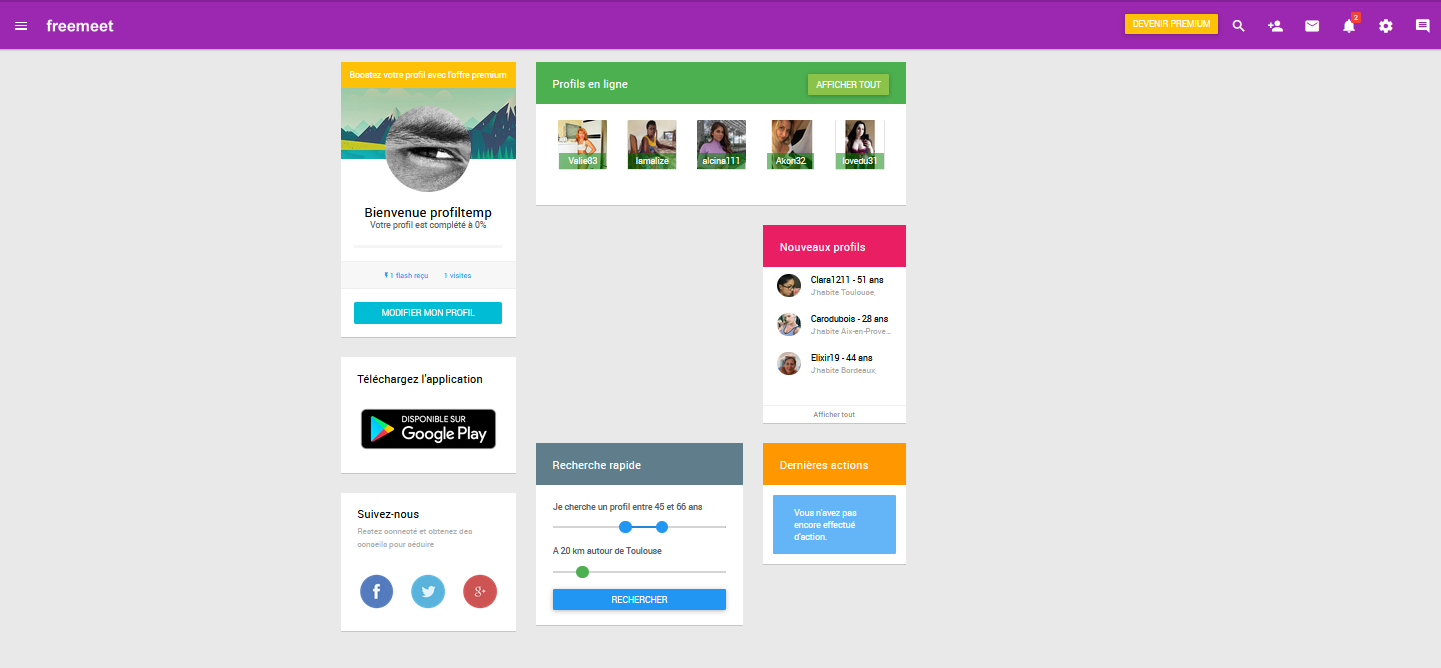 freemeet
DEVENIR PREMIUM
2
Boostez votre profil avec l'offre premium
Bienvenue profiltemp
Votre profil est complété à 0%
1 flash reçu
1 visites
MODIFIER MON PROFIL
Téléchargez l'application
DISPONIBLE SUR
Google Play
Suivez-nous
Restez connecté et obtenez des
conseils pour séduire
f
g+
Profils en ligne
AFFICHER TOUT
Valie83
lamalize
alcina111
Akon32
lovedu31
Nouveaux profils
Clara1211 - 51 ans
J'habite Toulouse,
Carodubois - 28 ans
J'habite Aix-en-Prove...
Elixir19 - 44 ans
J'habite Bordeaux,
Afficher tout
Recherche rapide
Je cherche un profil entre 45 et 66 ans
A 20 km autour de Toulouse
RECHERCHER
Dernières actions
Vous n'avez pas
encore effectué
d'action.